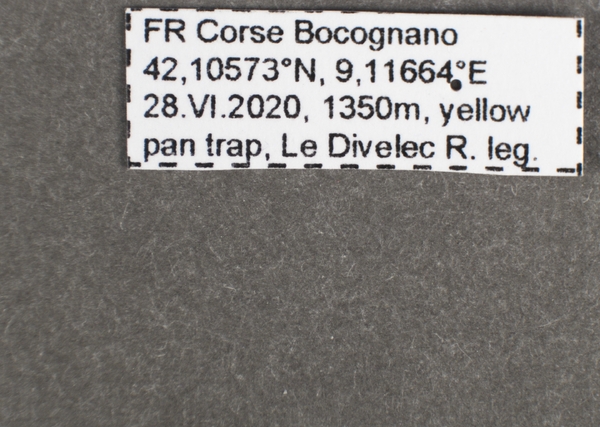 FR Corse Bocognano
42,10573°N, 9,11664°E
28.VI.2020, 1350m, yellow
pan trap, Le Divelec R. leg.